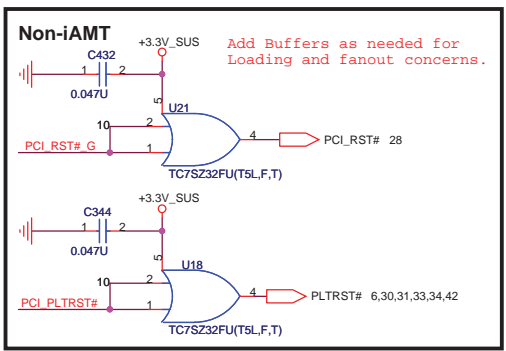 Non-iAMT
+3.3V_SUS
Add Buffers as needed for
Loading and fanout concerns.
C432
1 2
0.047U
5
U21
10
2
PCI_RST#_G
1
4
PCI_RST# 28
TC7SZ32FU(T5L,F,T)
+3.3V_SUS
C344
1 2
0.047U
5
U18
10
2
PCI_PLTRST#
1
4
PLTRST# 6,30,31,33,34,42
TC7SZ32FU(T5L,F,T)